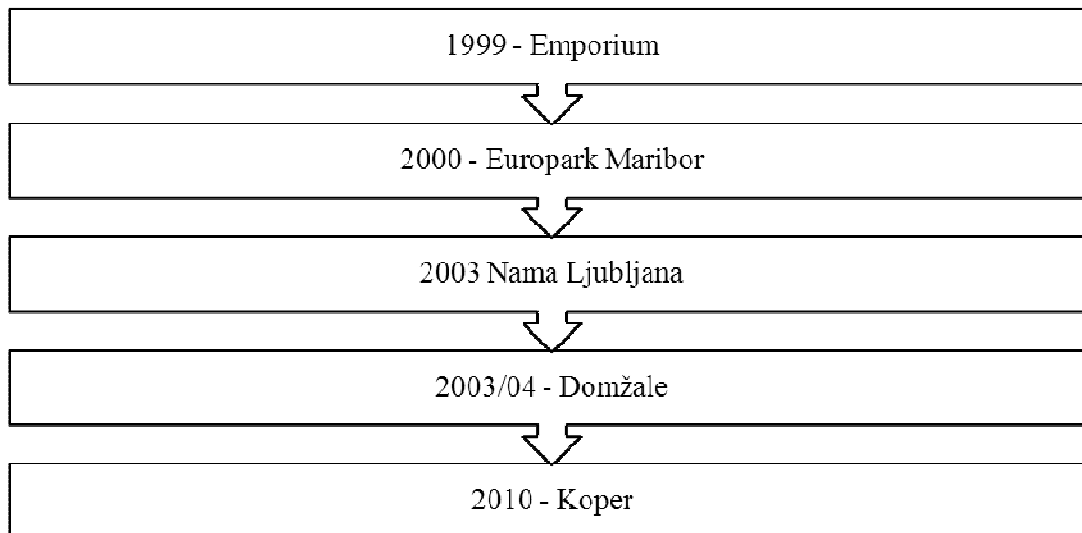 1999 - Emporium
2000 - Europark Maribor
2003 Nama Ljubljana
2003/04 - Domžale
2010 - Koper